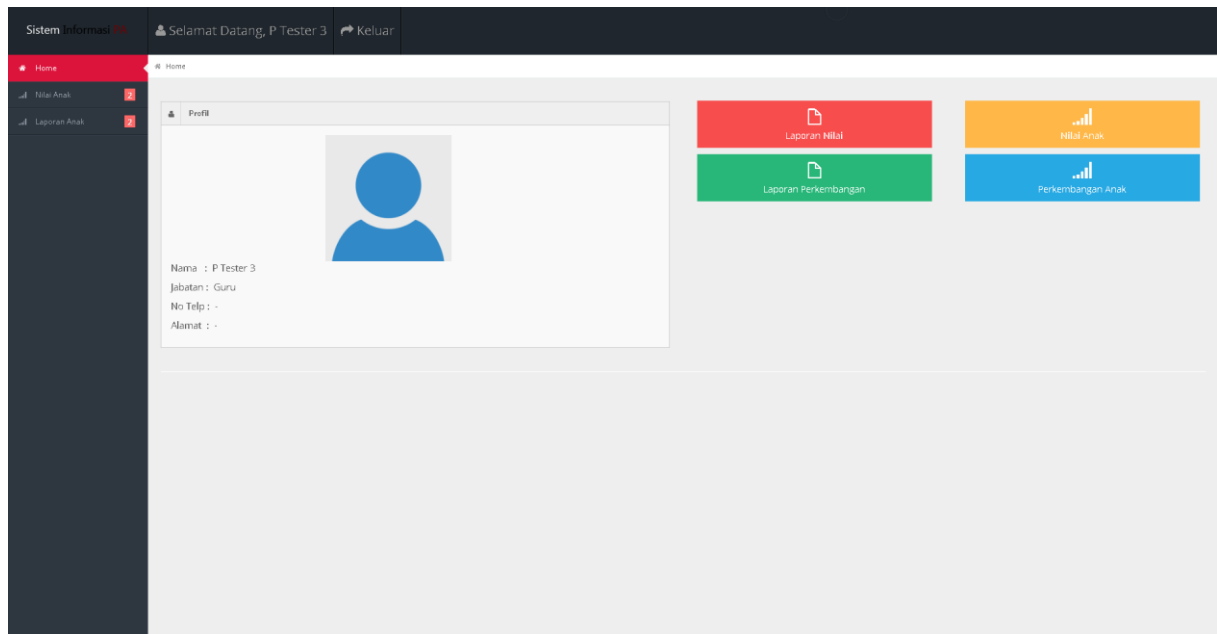 Sistem Informasi
Selamat Datang, P Tester 3
Keluar
Home
Nilai Anak 2
Laporan Anak 2
Home
Profil
Nama : P Tester 3
Jabatan : Guru
No Telp : -
Alamat : -
Laporan Nilai
Nilai Anak
Laporan Perkembangan
Perkembangan Anak